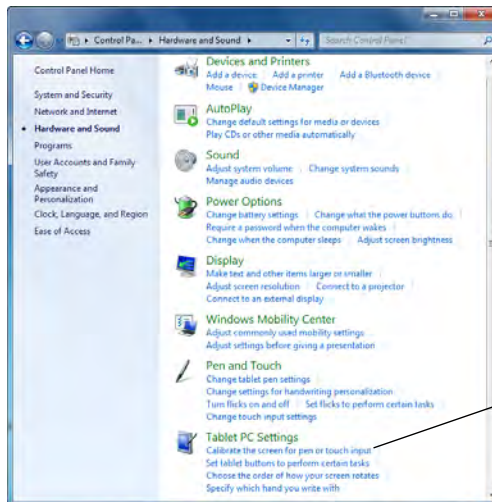 Control Pa... ▸ Hardware and Sound ▸
Search Control Panel
Control Panel Home
System and Security
Network and Internet
Hardware and Sound
Programs
User Accounts and Family
Safety
Appearance and
Personalization
Clock, Language, and Region
Ease of Access
Devices and Printers
Add a device Add a printer Add a Bluetooth device
Mouse Device Manager
AutoPlay
Change default settings for media or devices
Play CDs or other media automatically
Sound
Adjust system volume Change system sounds
Manage audio devices
Power Options
Change battery settings Change what the power buttons do
Require a password when the computer wakes
Change when the computer sleeps Adjust screen brightness
Display
Make text and other items larger or smaller
Adjust screen resolution Connect to a projector
Connect to an external display
Windows Mobility Center
Adjust commonly used mobility settings
Adjust settings before giving a presentation
Pen and Touch
Change tablet pen settings
Change settings for handwriting personalization
Turn flicks on and off Set flicks to perform certain tasks
Change touch input settings
Tablet PC Settings
Calibrate the screen for pen or touch input
Set tablet buttons to perform certain tasks
Choose the order of how your screen rotates
Specify which hand you write with